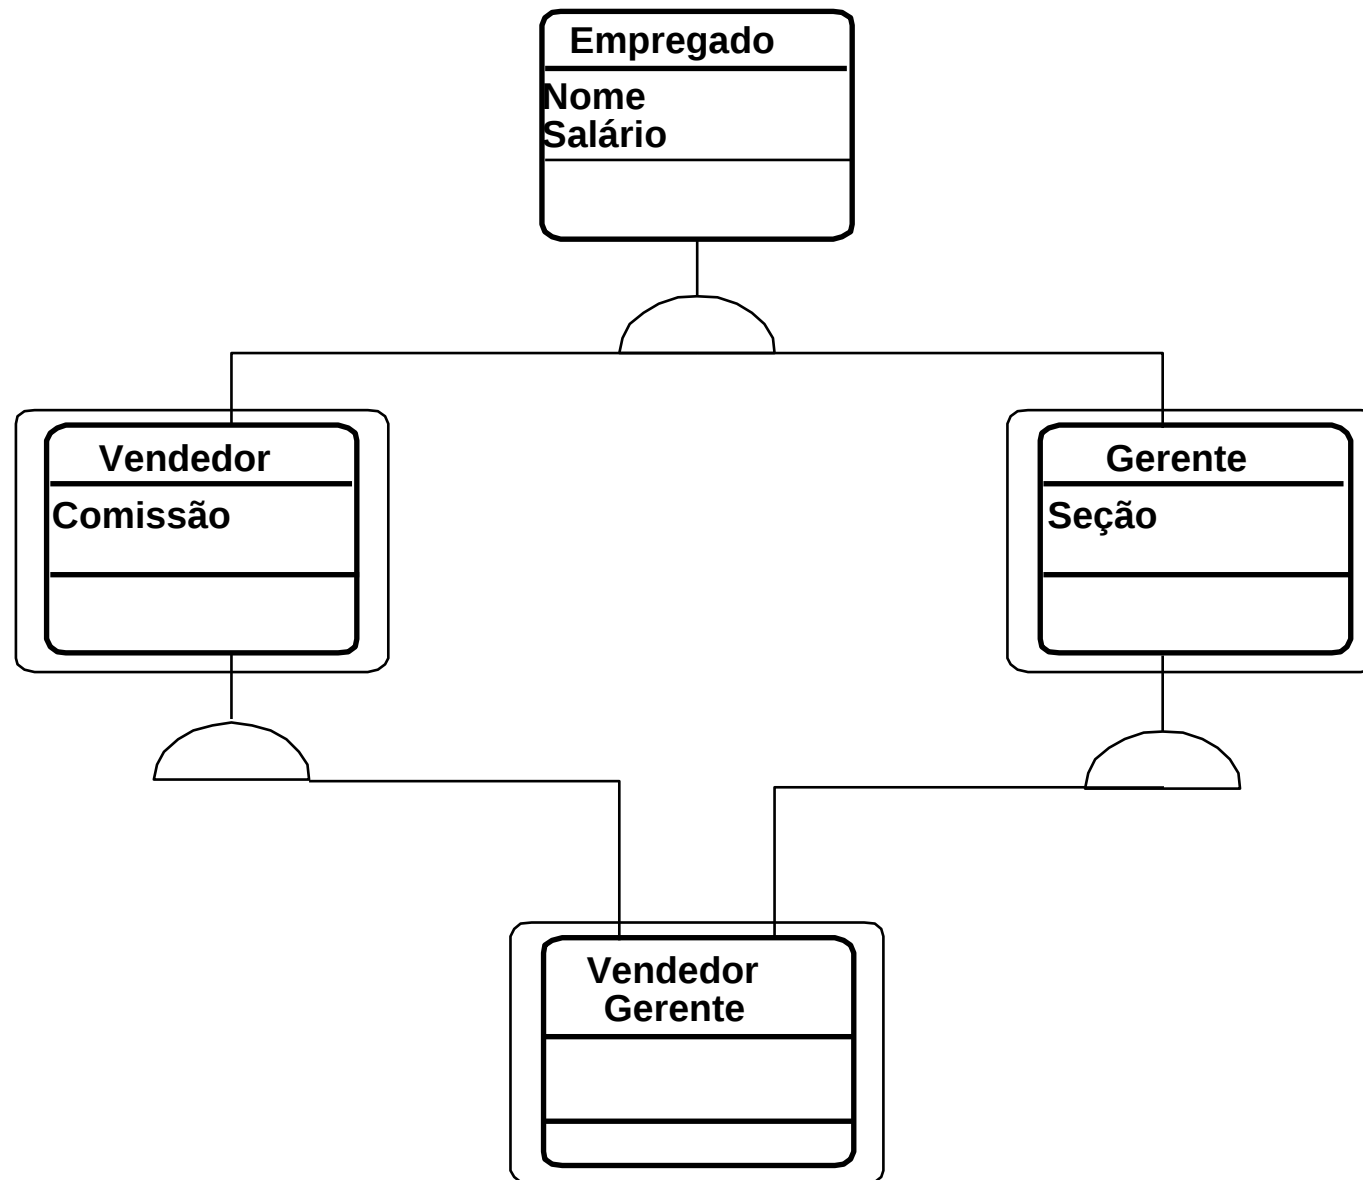 Empregado
Nome
Salário
Vendedor
Comissão
Gerente
Seção
Vendedor
Gerente